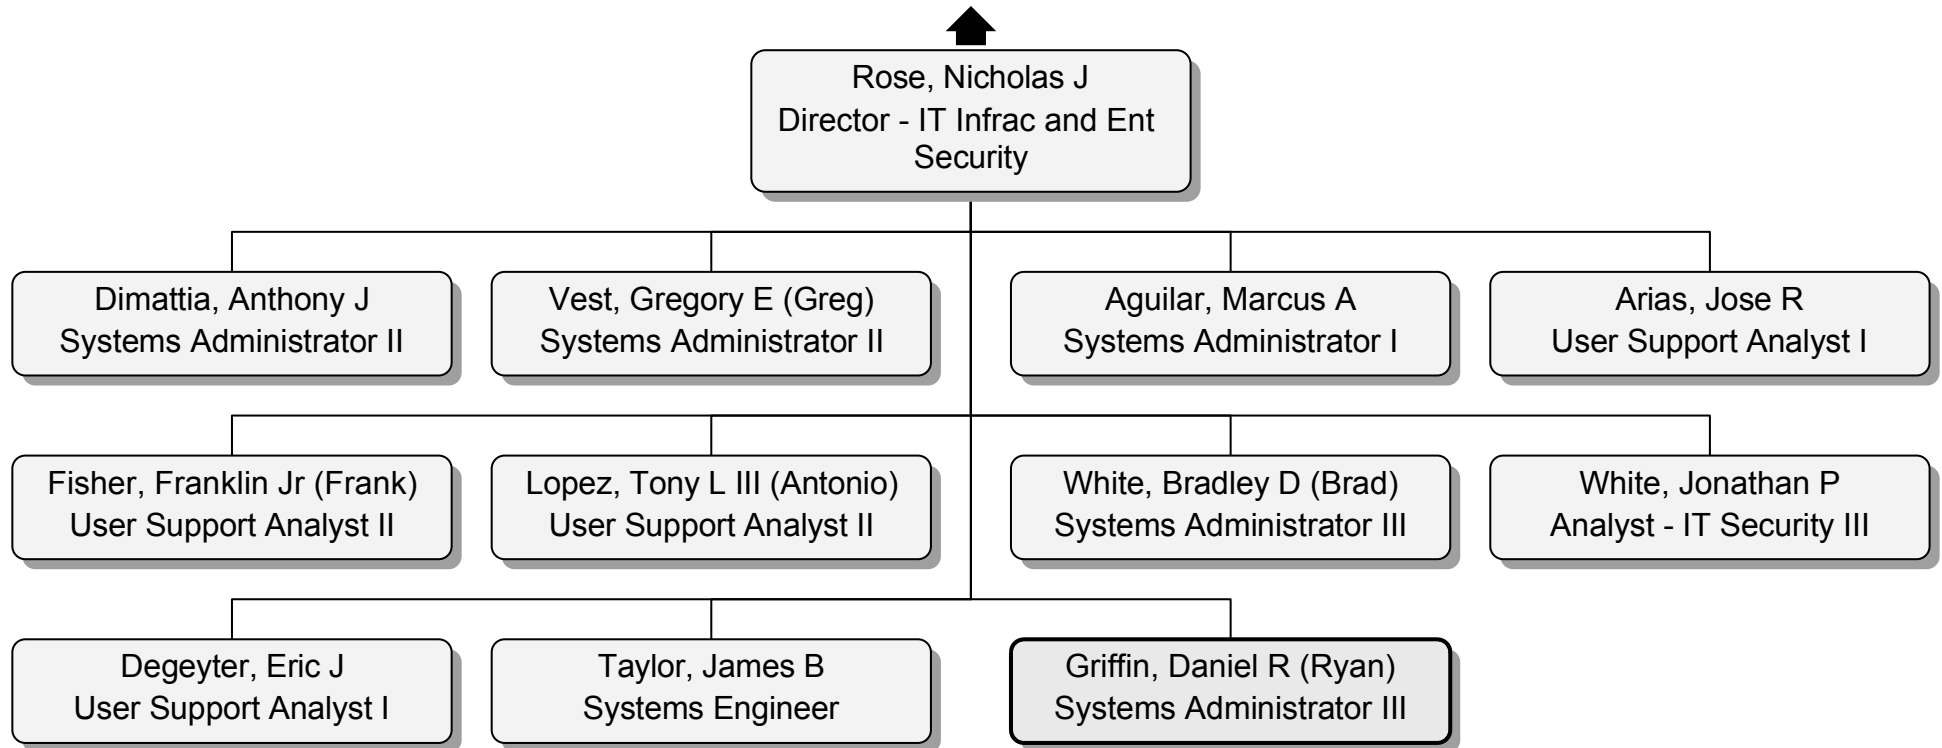 Rose, Nicholas J
Director - IT Infrac and Ent
Security
Dimattia, Anthony J
Systems Administrator II
Vest, Gregory E (Greg)
Systems Administrator II
Aguilar, Marcus A
Systems Administrator I
Arias, Jose R
User Support Analyst I
Fisher, Franklin Jr (Frank)
User Support Analyst II
Lopez, Tony L III (Antonio)
User Support Analyst II
White, Bradley D (Brad)
Systems Administrator III
White, Jonathan P
Analyst - IT Security III
Degeyter, Eric J
User Support Analyst I
Taylor, James B
Systems Engineer
Griffin, Daniel R (Ryan)
Systems Administrator III